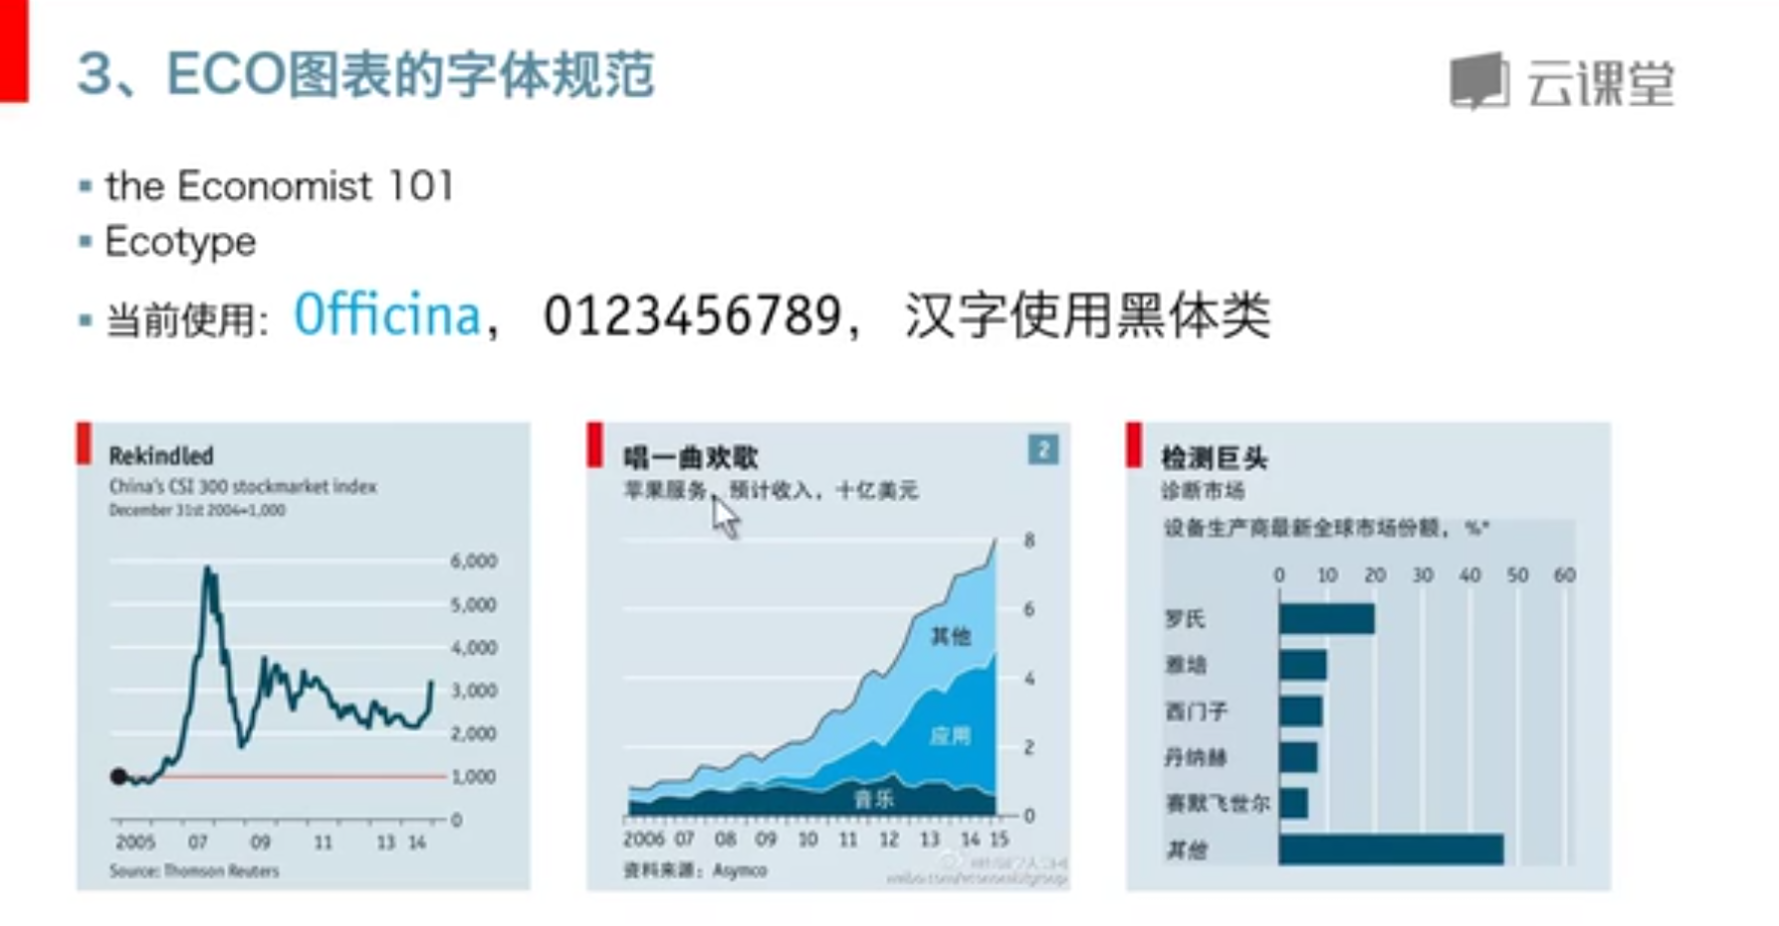 3、ECO图表的字体规范
云课堂
▪ the Economist 101
▪ Ecotype
▪ 当前使用：Officina， 0123456789， 汉字使用黑体类
Rekindled
China's CSI 300 stockmarket index
December 31st 2004=1,000
6,000
5,000
4,000
3,000
2,000
1,000
0
2005 07 09 11 13 14
Source: Thomson Reuters
唱一曲欢歌
2
苹果服务，预计收入，十亿美元
8
6
其他
4
应用
2
音乐
0
2006 07 08 09 10 11 12 13 14 15
资料来源：Asymco
weibo.com/economistgroup
检测巨头
诊断市场
设备生产商最新全球市场份额，%*
0 10 20 30 40 50 60
罗氏
雅培
西门子
丹纳赫
赛默飞世尔
其他